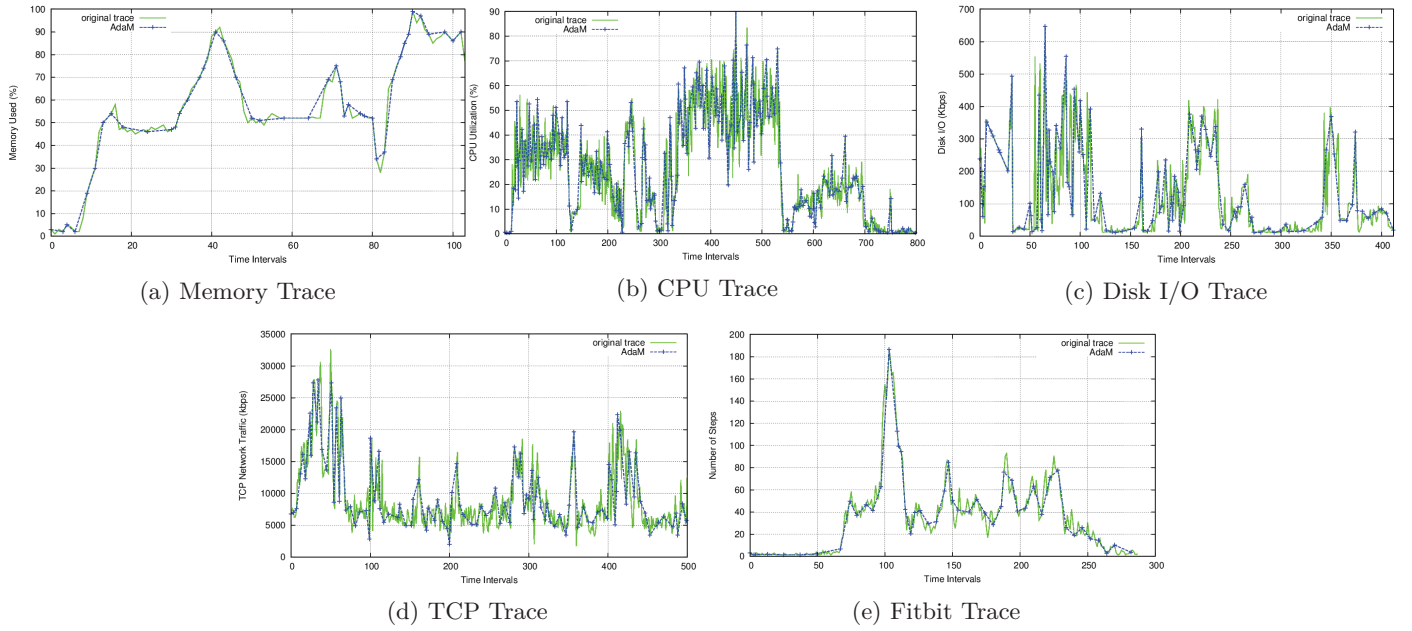 original trace
AdaM
100
90
80
70
60
50
40
30
20
10
0
Memory Used (%)
0 20 40 60 80 100
Time Intervals
(a) Memory Trace
original trace
AdaM
90
80
70
60
50
40
30
20
10
0
CPU Utilization (%)
0 100 200 300 400 500 600 700 800
Time Intervals
(b) CPU Trace
original trace
AdaM
700
600
500
400
300
200
100
0
Disk I/O (Kbps)
0 50 100 150 200 250 300 350 400
Time Intervals
(c) Disk I/O Trace
original trace
AdaM
35000
30000
25000
20000
15000
10000
5000
0
TCP Network Traffic (kbps)
0 100 200 300 400 500
Time Intervals
(d) TCP Trace
original trace
AdaM
200
180
160
140
120
100
80
60
40
20
0
Number of Steps
0 50 100 150 200 250 300
Time Intervals
(e) Fitbit Trace